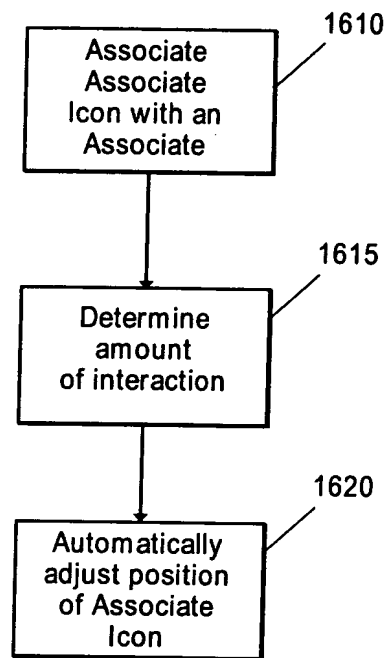 1610
Associate
Associate
Icon with an
Associate
1615
Determine
amount
of interaction
1620
Automatically
adjust position
of Associate
Icon